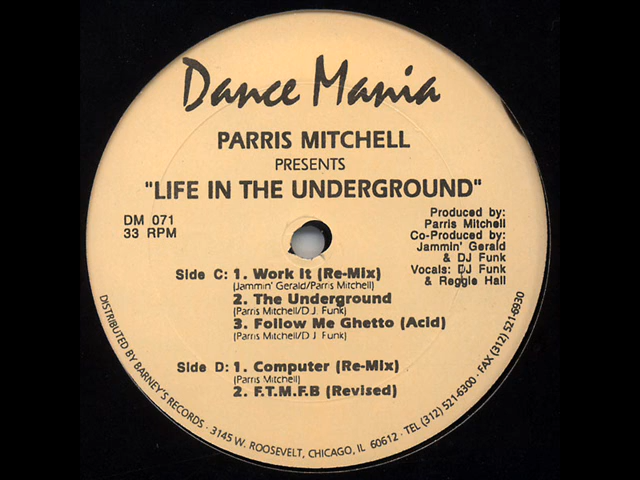 Dance Mania
PARRIS MITCHELL
PRESENTS
"LIFE IN THE UNDERGROUND"
DM 071
33 RPM
Produced by:
Parris Mitchell
Co-Produced by:
Jammin' Gerald
& DJ Funk
Vocals: DJ Funk
& Reggie Hall
Side C: 1. Work It (Re-Mix)
(Jammin' Gerald/Parris Mitchell)
2. The Underground
(Parris Mitchell/D.J. Funk)
3. Follow Me Ghetto (Acid)
(Parris Mitchell/D.J. Funk)
Side D: 1. Computer (Re-Mix)
(Parris Mitchell)
2. F.T.M.F.B (Revised)
DISTRIBUTED BY BARNEY'S RECORDS · 3145 W. ROOSEVELT, CHICAGO, IL 60612 · TEL (312) 521-6300 · FAX (312) 521-6930